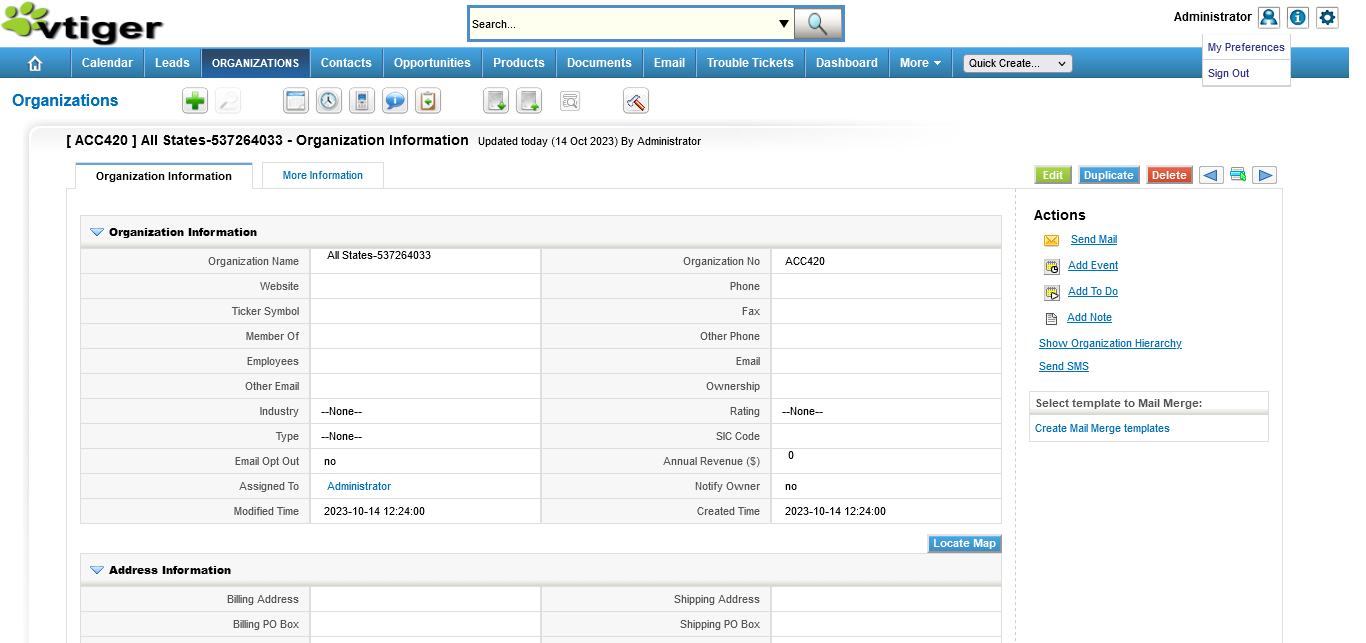 vtiger
Search...
Administrator
My Preferences
Sign Out
Calendar Leads ORGANIZATIONS Contacts Opportunities Products Documents Email Trouble Tickets Dashboard More Quick Create...
Organizations
[ ACC420 ] All States-537264033 - Organization Information Updated today (14 Oct 2023) By Administrator
Organization Information More Information
Edit Duplicate Delete
Organization Information
Organization Name All States-537264033 Organization No ACC420
Website Phone
Ticker Symbol Fax
Member Of Other Phone
Employees Email
Other Email Ownership
Industry --None-- Rating --None--
Type --None-- SIC Code
Email Opt Out no Annual Revenue ($) 0
Assigned To Administrator Notify Owner no
Modified Time 2023-10-14 12:24:00 Created Time 2023-10-14 12:24:00
Locate Map
Address Information
Billing Address Shipping Address
Billing PO Box Shipping PO Box
Actions
Send Mail
Add Event
Add To Do
Add Note
Show Organization Hierarchy
Send SMS
Select template to Mail Merge:
Create Mail Merge templates